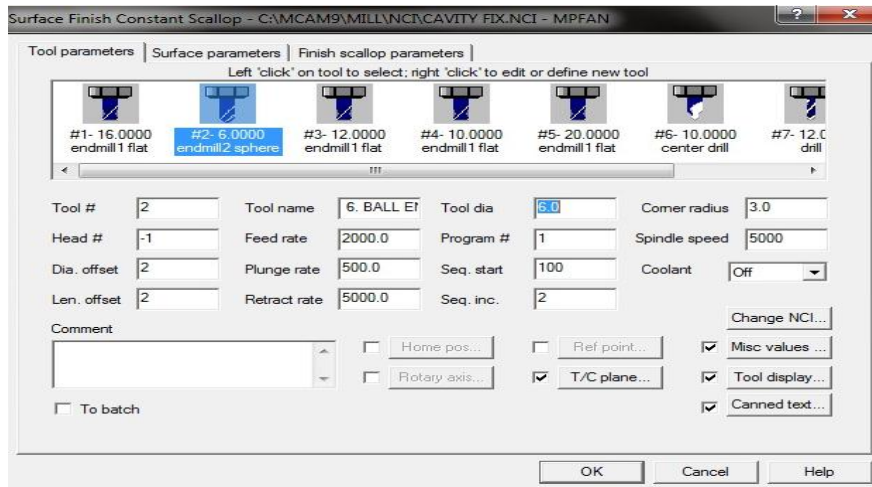 Surface Finish Constant Scallop - C:\MCAM9\MILL\NCI\CAVITY FIX.NCI - MPFAN
Tool parameters | Surface parameters | Finish scallop parameters
Left 'click' on tool to select; right 'click' to edit or define new tool
#1- 16.0000 #2- 6.0000 #3- 12.0000 #4- 10.0000 #5- 20.0000 #6- 10.0000 #7- 12.0
endmill1 flat endmill2 sphere endmill1 flat endmill1 flat endmill1 flat center drill drill
Tool # 2 Tool name 6. BALL EN Tool dia 6.0 Corner radius 3.0
Head # -1 Feed rate 2000.0 Program # 1 Spindle speed 5000
Dia. offset 2 Plunge rate 500.0 Seq. start 100 Coolant Off
Len. offset 2 Retract rate 5000.0 Seq. inc. 2
Change NCI...
Comment
Home pos... Ref point... Misc values ...
Rotary axis... T/C plane... Tool display...
To batch Canned text...
OK Cancel Help